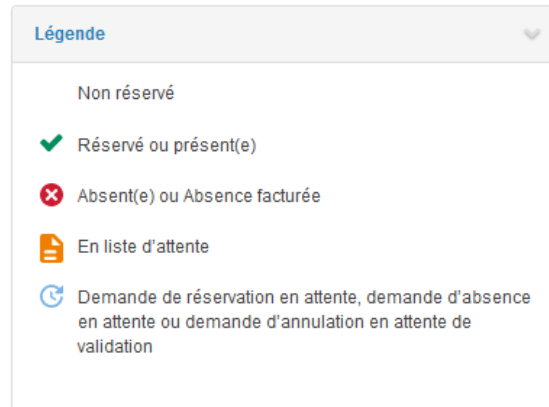 Légende
Non réservé
Réservé ou présent(e)
Absent(e) ou Absence facturée
En liste d'attente
Demande de réservation en attente, demande d'absence
en attente ou demande d'annulation en attente de
validation